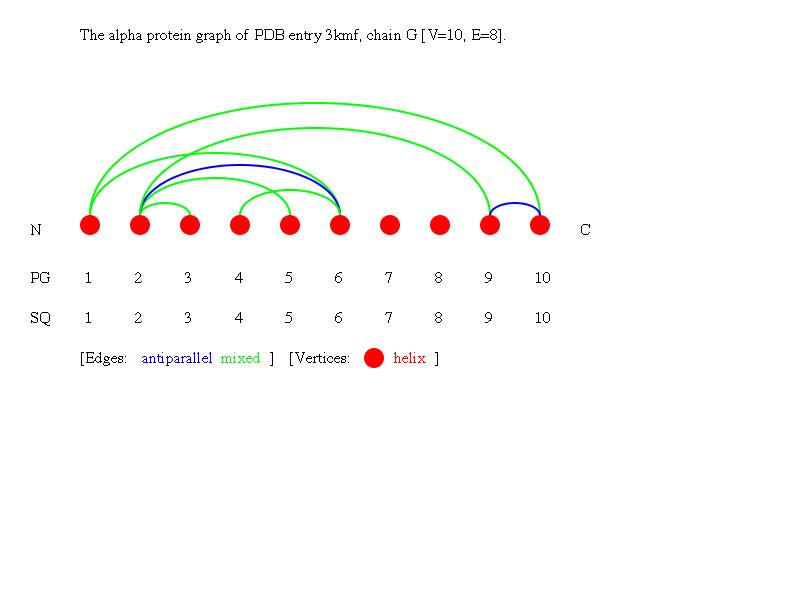 The alpha protein graph of PDB entry 3kmf, chain G [V=10, E=8].
N C
PG 1 2 3 4 5 6 7 8 9 10
SQ 1 2 3 4 5 6 7 8 9 10
[Edges: antiparallel mixed ] [Vertices: helix ]